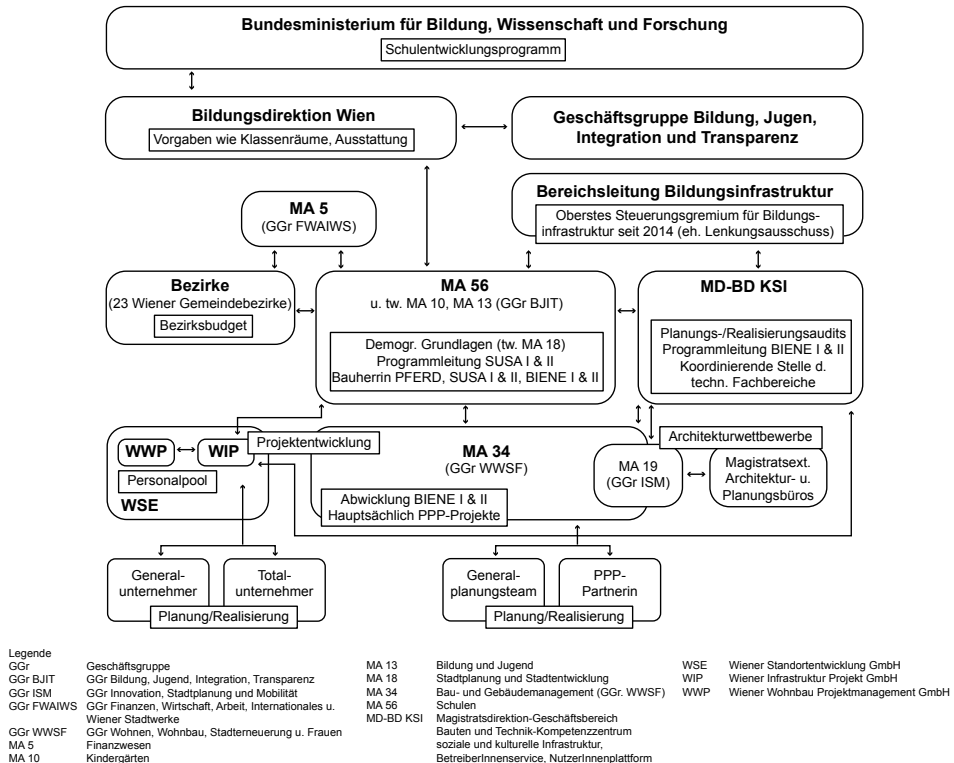 Bundesministerium für Bildung, Wissenschaft und Forschung
Schulentwicklungsprogramm
Bildungsdirektion Wien
Vorgaben wie Klassenräume, Ausstattung
Geschäftsgruppe Bildung, Jugen,
Integration und Transparenz
Bereichsleitung Bildungsinfrastruktur
Oberstes Steuerungsgremium für Bildungs-
infrastruktur seit 2014 (eh. Lenkungsausschuss)
MA 5
(GGr FWAIWS)
Bezirke
(23 Wiener Gemeindebezirke)
Bezirksbudget
MA 56
u. tw. MA 10, MA 13 (GGr BJIT)
Demogr. Grundlagen (tw. MA 18)
Programmleitung SUSA I & II
Bauherrin PFERD, SUSA I & II, BIENE I & II
MD-BD KSI
Planungs-/Realisierungsaudits
Programmleitung BIENE I & II
Koordinierende Stelle d.
techn. Fachbereiche
WWP
WIP
Projektentwicklung
Personalpool
WSE
MA 34
(GGr WWSF)
Abwicklung BIENE I & II
Hauptsächlich PPP-Projekte
MA 19
(GGr ISM)
Architekturwettbewerbe
Magistratsext.
Architektur- u.
Planungsbüros
General-
unternehmer
Total-
unternehmer
Planung/Realisierung
General-
planungsteam
PPP-
Partnerin
Planung/Realisierung
Legende
GGr Geschäftsgruppe
GGr BJIT GGr Bildung, Jugend, Integration, Transparenz
GGr ISM GGr Innovation, Stadtplanung und Mobilität
GGr FWAIWS GGr Finanzen, Wirtschaft, Arbeit, Internationales u.
Wiener Stadtwerke
GGr WWSF GGr Wohnen, Wohnbau, Stadterneuerung u. Frauen
MA 5 Finanzwesen
MA 10 Kindergärten
MA 13 Bildung und Jugend
MA 18 Stadtplanung und Stadtentwicklung
MA 34 Bau- und Gebäudemanagement (GGr. WWSF)
MA 56 Schulen
MD-BD KSI Magistratsdirektion-Geschäftsbereich
Bauten und Technik-Kompetenzzentrum
soziale und kulturelle Infrastruktur,
BetreiberInnenservice, NutzerInnenplattform
WSE Wiener Standortentwicklung GmbH
WIP Wiener Infrastruktur Projekt GmbH
WWP Wiener Wohnbau Projektmanagement GmbH